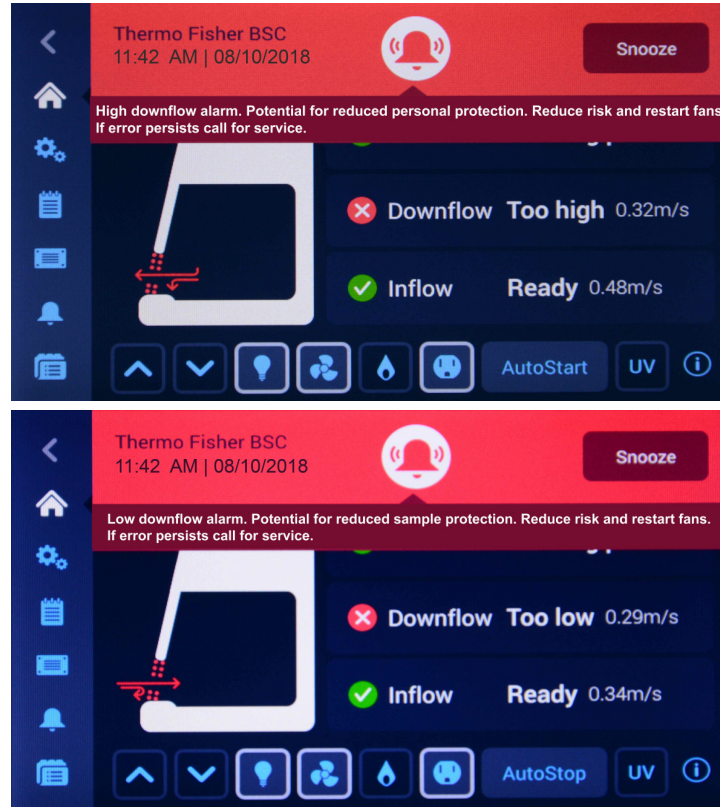 Thermo Fisher BSC
11:42 AM | 08/10/2018
Snooze
High downflow alarm. Potential for reduced personal protection. Reduce risk and restart fans
If error persists call for service.
Downflow Too high 0.32m/s
Inflow Ready 0.48m/s
AutoStart UV
Thermo Fisher BSC
11:42 AM | 08/10/2018
Snooze
Low downflow alarm. Potential for reduced sample protection. Reduce risk and restart fans.
If error persists call for service.
Downflow Too low 0.29m/s
Inflow Ready 0.34m/s
AutoStop UV